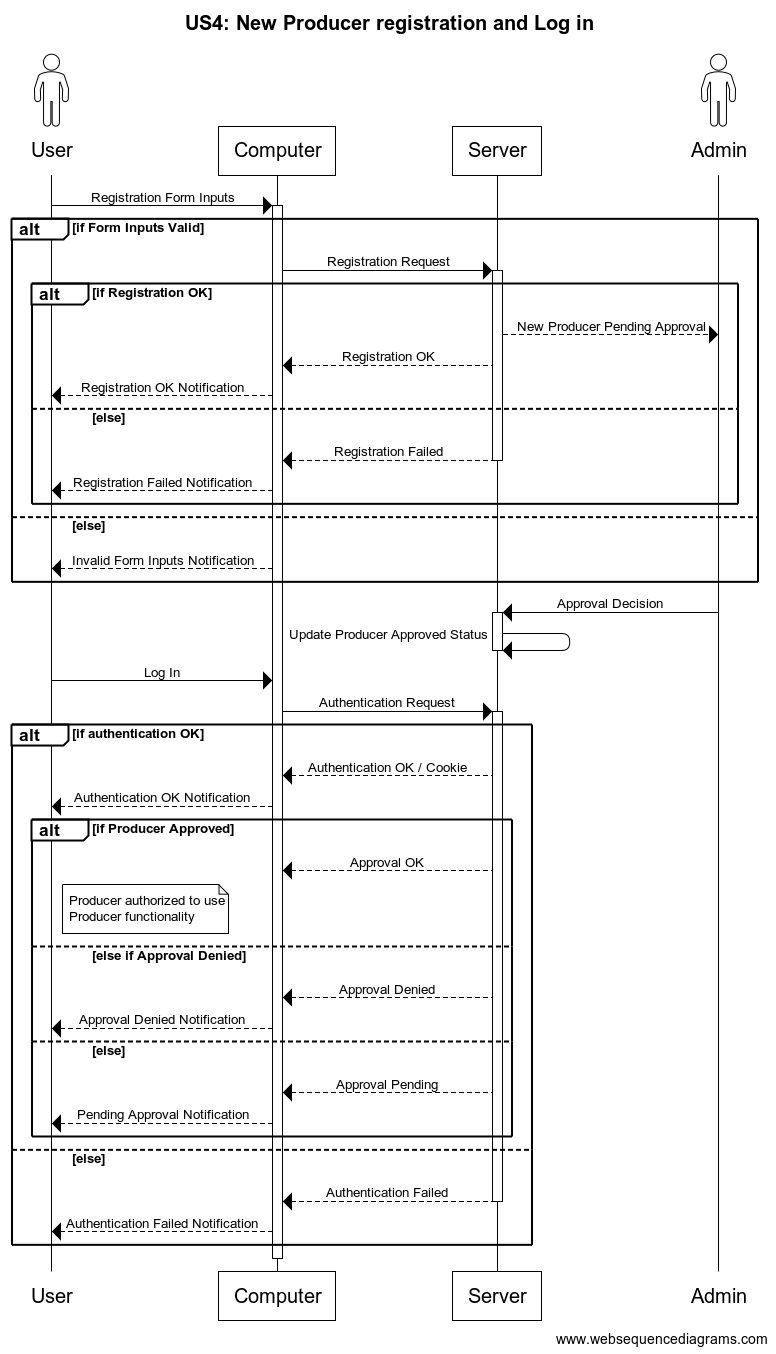 US4: New Producer registration and Log in
User
Computer
Server
Admin
Registration Form Inputs
alt
[if Form Inputs Valid]
Registration Request
alt
[if Registration OK]
New Producer Pending Approval
Registration OK
Registration OK Notification
[else]
Registration Failed
Registration Failed Notification
[else]
Invalid Form Inputs Notification
Approval Decision
Update Producer Approved Status
Log In
Authentication Request
alt
[if authentication OK]
Authentication OK / Cookie
Authentication OK Notification
alt
[if Producer Approved]
Approval OK
Producer authorized to use
Producer functionality
[else if Approval Denied]
Approval Denied
Approval Denied Notification
[else]
Approval Pending
Pending Approval Notification
[else]
Authentication Failed
Authentication Failed Notification
User
Computer
Server
Admin
www.websequencediagrams.com